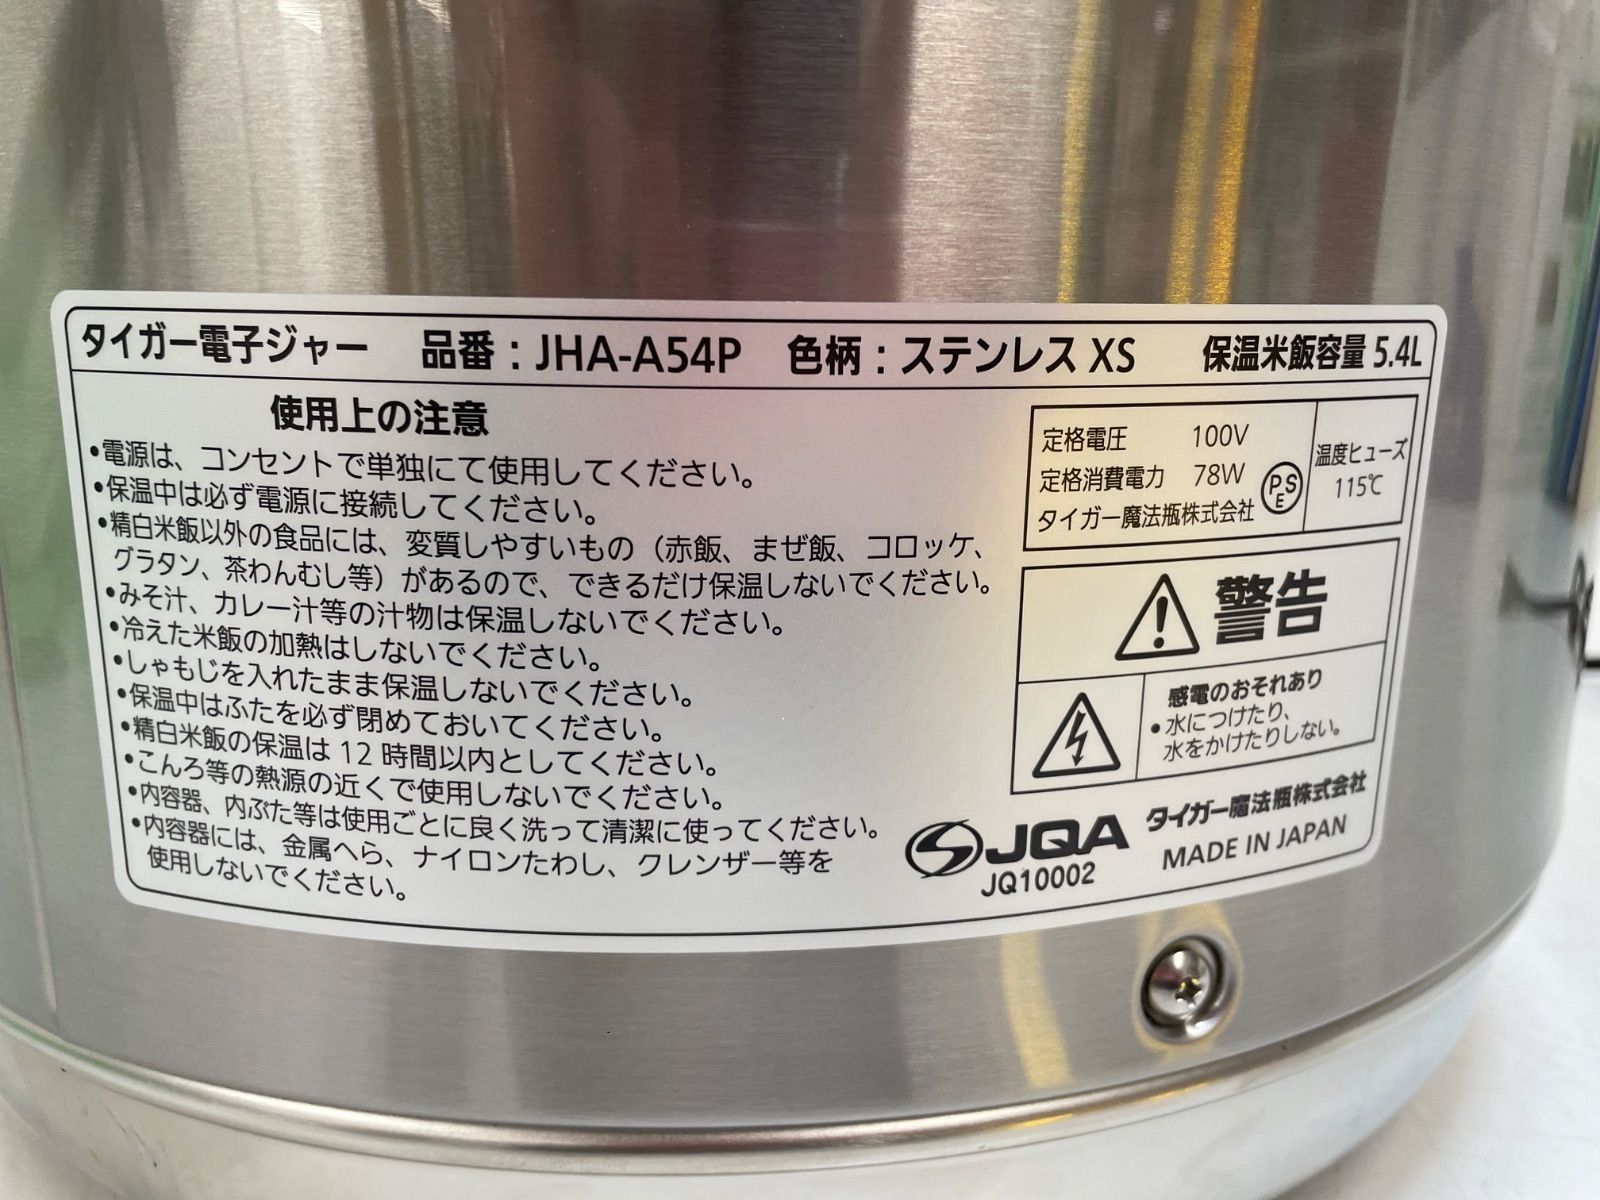 タイガー電子ジャー 品番：JHA-A54P 色柄：ステンレス XS 保温米飯容量 5.4L
使用上の注意
•電源は、コンセントで単独にて使用してください。
•保温中は必ず電源に接続してください。
•精白米飯以外の食品には、変質しやすいもの（赤飯、まぜ飯、コロッケ、
グラタン、茶わんむし等）があるので、できるだけ保温しないでください。
•みそ汁、カレー汁等の汁物は保温しないでください。
•冷えた米飯の加熱はしないでください。
•しゃもじを入れたまま保温しないでください。
•保温中はふたを必ず閉めておいてください。
•精白米飯の保温は 12 時間以内としてください。
•こんろ等の熱源の近くで使用しないでください。
•内容器、内ぶた等は使用ごとに良く洗って清潔に使ってください。
•内容器には、金属へら、ナイロンたわし、クレンザー等を
使用しないでください。
定格電圧 100V
定格消費電力 78W
タイガー魔法瓶株式会社
PSE
温度ヒューズ
115℃
警告
感電のおそれあり
•水につけたり、
水をかけたりしない。
JQA
JQ10002
タイガー魔法瓶株式会社
MADE IN JAPAN